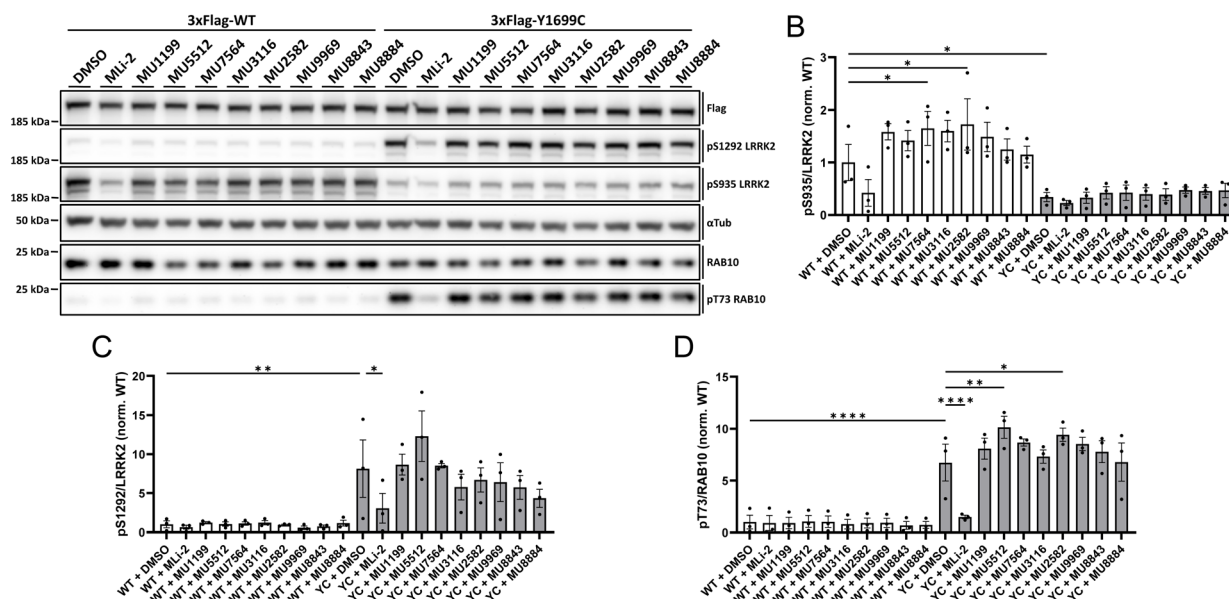 3xFlag-WT
3xFlag-Y1699C
DMSO
MLi-2
MU1199
MU5512
MU7564
MU3116
MU2582
MU9969
MU8843
MU8884
DMSO
MLi-2
MU1199
MU5512
MU7564
MU3116
MU2582
MU9969
MU8843
MU8884
185 kDa
Flag
185 kDa
pS1292 LRRK2
185 kDa
pS935 LRRK2
50 kDa
αTub
25 kDa
RAB10
25 kDa
pT73 RAB10
B
pS935/LRRK2 (norm. WT)
3
2
1
0
*
*
*
WT + DMSO
WT + MLi-2
WT + MU1199
WT + MU5512
WT + MU7564
WT + MU3116
WT + MU2582
WT + MU9969
WT + MU8843
WT + MU8884
YC + DMSO
YC + MLi-2
YC + MU1199
YC + MU5512
YC + MU7564
YC + MU3116
YC + MU2582
YC + MU9969
YC + MU8843
YC + MU8884
C
pS1292/LRRK2 (norm. WT)
20
15
10
5
0
**
*
WT + DMSO
WT + MLi-2
WT + MU1199
WT + MU5512
WT + MU7564
WT + MU3116
WT + MU2582
WT + MU9969
WT + MU8843
WT + MU8884
YC + DMSO
YC + MLi-2
YC + MU1199
YC + MU5512
YC + MU7564
YC + MU3116
YC + MU2582
YC + MU9969
YC + MU8843
YC + MU8884
D
pT73/RAB10 (norm. WT)
15
10
5
0
*
**
****
****
WT + DMSO
WT + MLi-2
WT + MU1199
WT + MU5512
WT + MU7564
WT + MU3116
WT + MU2582
WT + MU9969
WT + MU8843
WT + MU8884
YC + DMSO
YC + MLi-2
YC + MU1199
YC + MU5512
YC + MU7564
YC + MU3116
YC + MU2582
YC + MU9969
YC + MU8843
YC + MU8884